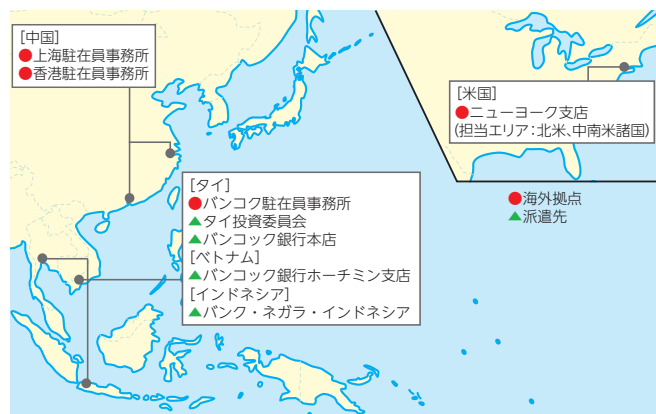 [中国]
●上海駐在員事務所
●香港駐在員事務所
[米国]
●ニューヨーク支店
(担当エリア:北米、中南米諸国)
●海外拠点
▲派遣先
[タイ]
●バンコク駐在員事務所
▲タイ投資委員会
▲バンコック銀行本店
[ベトナム]
▲バンコック銀行ホーチミン支店
[インドネシア]
▲バンク・ネガラ・インドネシア